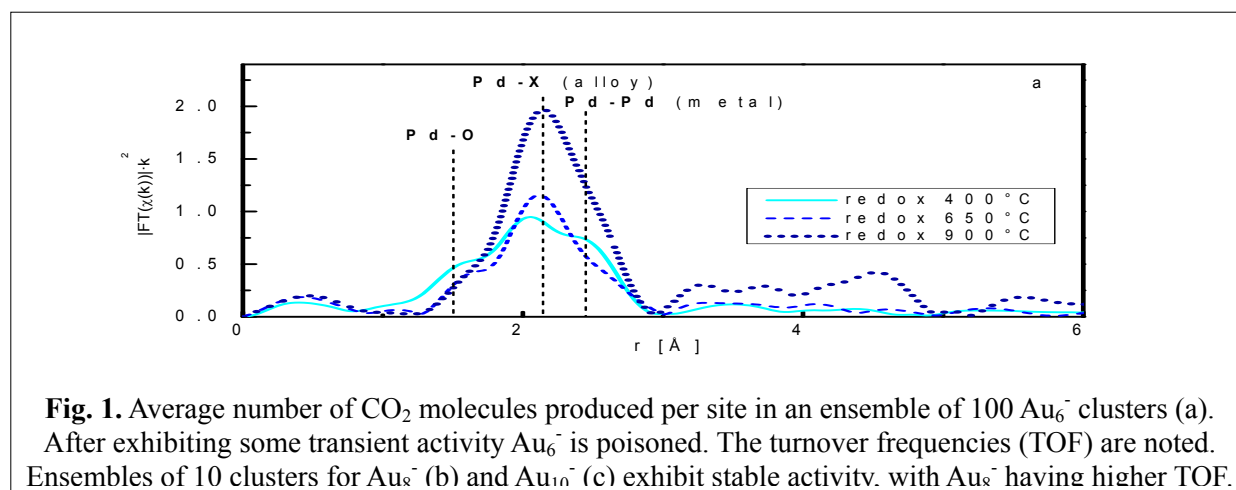 a
Pd-X (alloy)
Pd-Pd (metal)
Pd-O
|FT(χ(k))|·k²
2.0
1.5
1.0
0.5
0.0
redox 400°C
redox 650°C
redox 900°C
0 2 4 6
r [Å]
Fig. 1. Average number of CO₂ molecules produced per site in an ensemble of 100 Au₆⁻ clusters (a).
After exhibiting some transient activity Au₆⁻ is poisoned. The turnover frequencies (TOF) are noted.
Ensembles of 10 clusters for Au₈⁻ (b) and Au₁₀⁻ (c) exhibit stable activity, with Au₈⁻ having higher TOF.